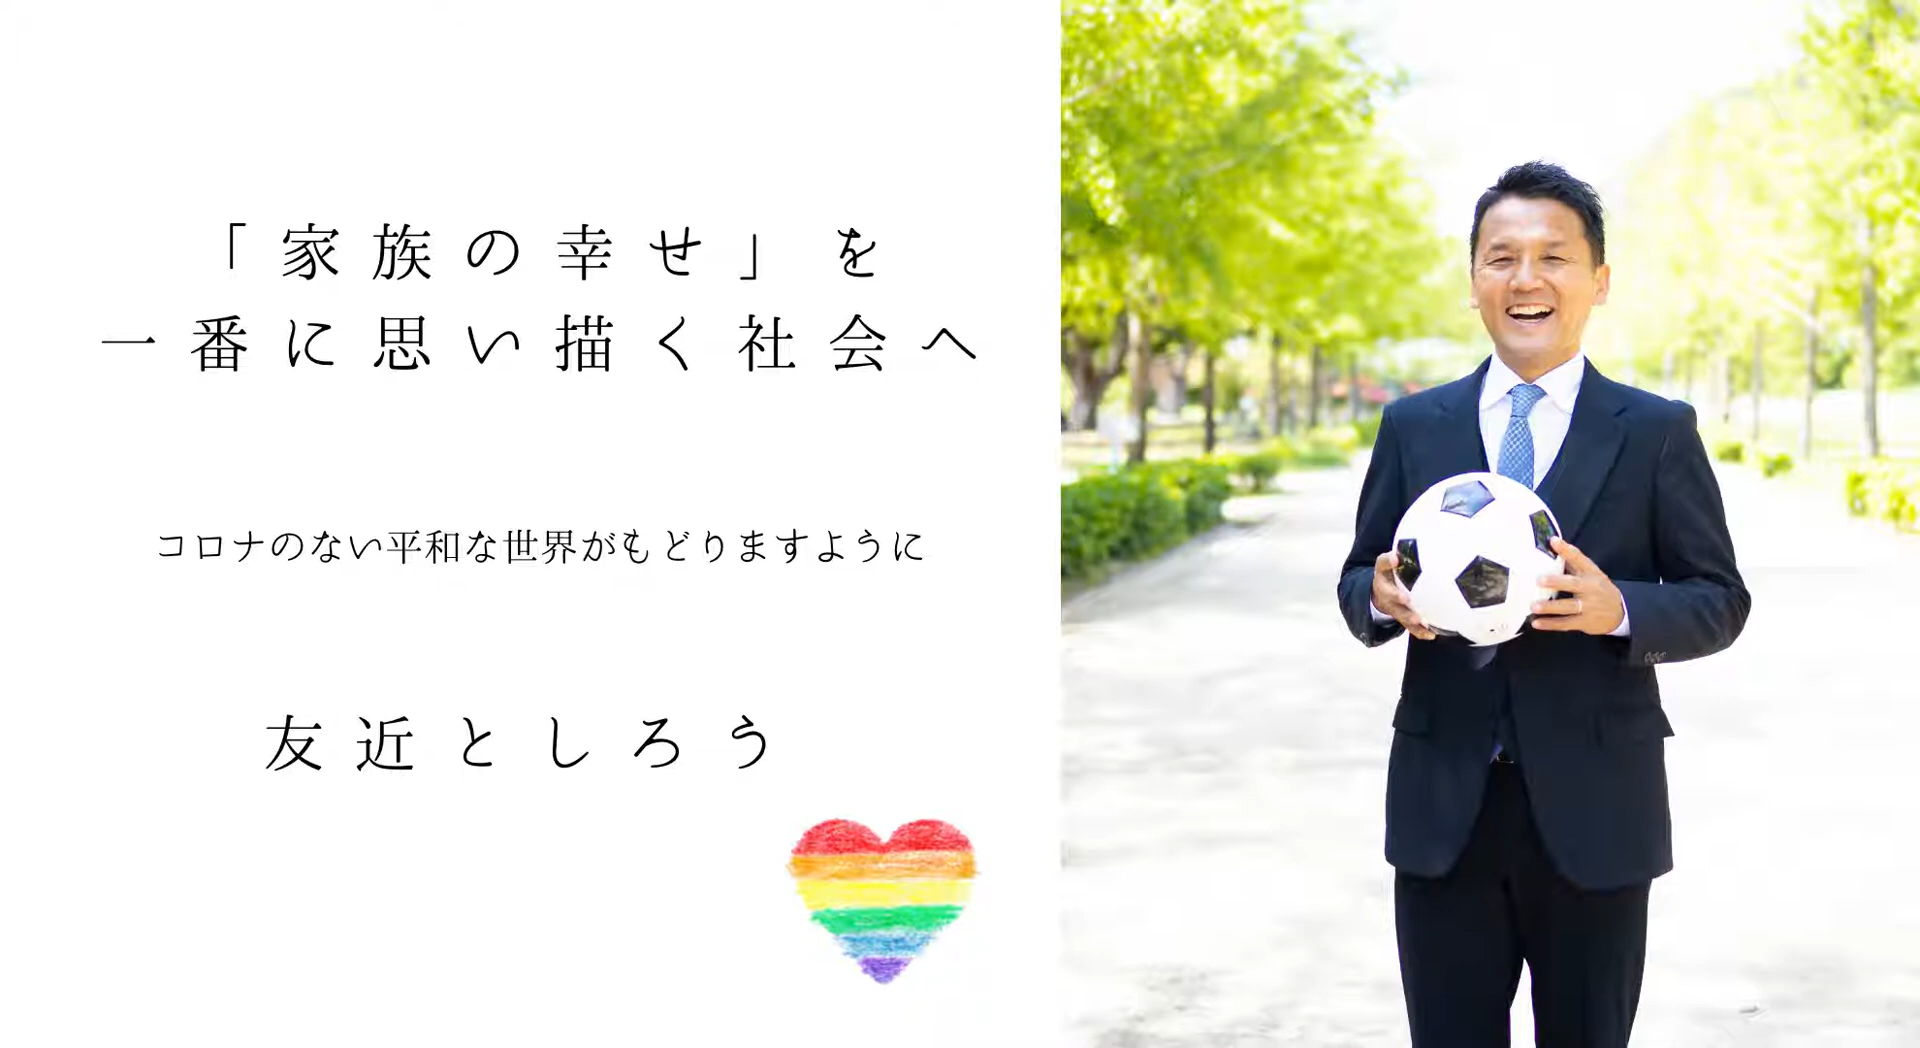 「家族の幸せ」を
一番に思い描く社会へ
コロナのない平和な世界がもどりますように
友近としろう